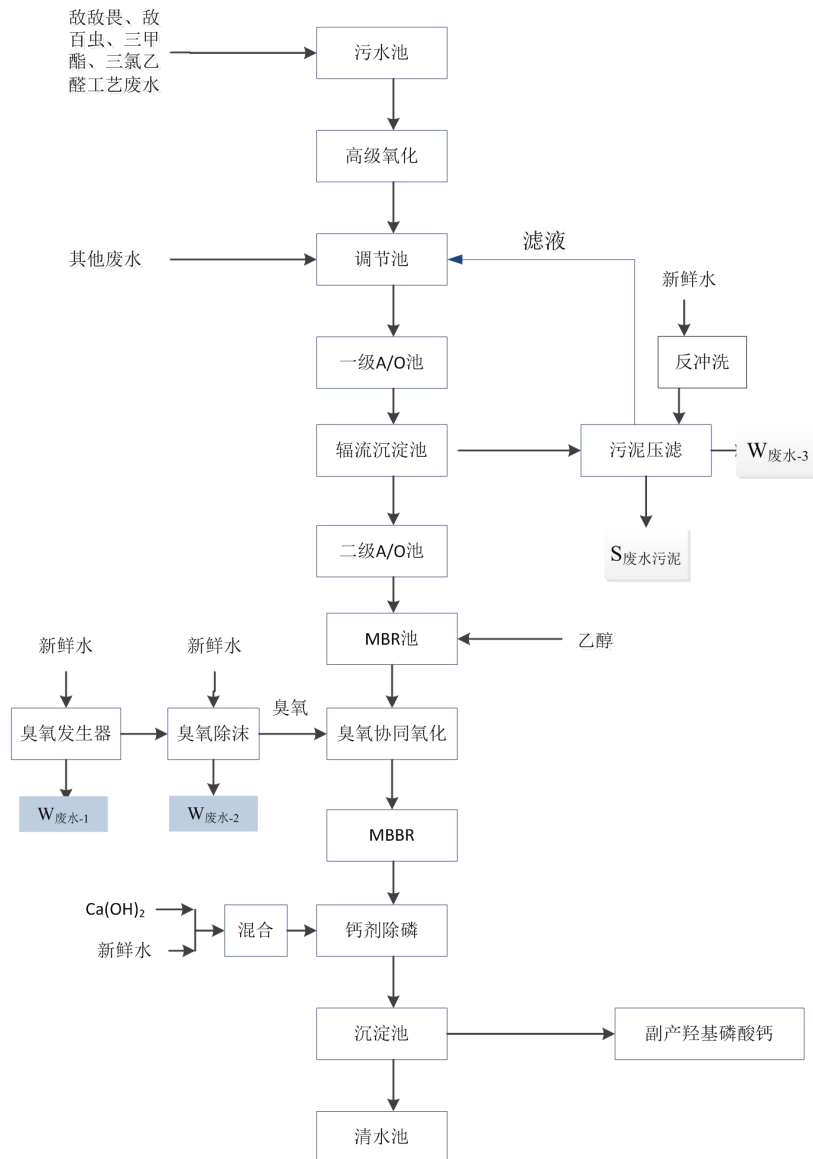 敌敌畏、敌
百虫、三甲
酯、三氯乙
醛工艺废水
污水池
高级氧化
其他废水
调节池
滤液
新鲜水
一级A/O池
反冲洗
辐流沉淀池
污泥压滤
W废水-3
二级A/O池
S废水污泥
MBR池
乙醇
新鲜水
新鲜水
臭氧发生器
臭氧除沫
臭氧
臭氧协同氧化
W废水-1
W废水-2
MBBR
Ca(OH)₂
新鲜水
混合
钙剂除磷
沉淀池
副产羟基磷酸钙
清水池